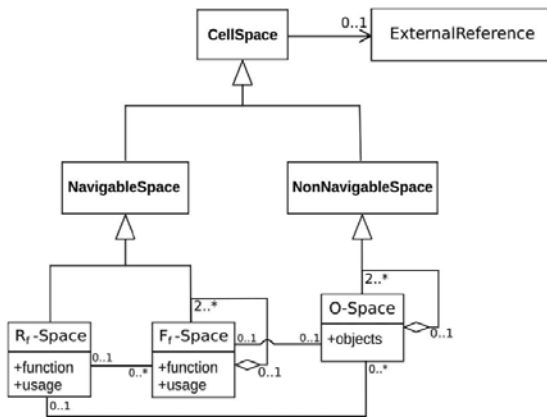 CellSpace
0..1
ExternalReference
NavigableSpace
NonNavigableSpace
2..*
2..*
O-Space
0..1
+objects
Rf-Space
Ff-Space
0..1
0..1
0..1
0..*
+function
+usage
+function
+usage
0..1
0..1
0..*